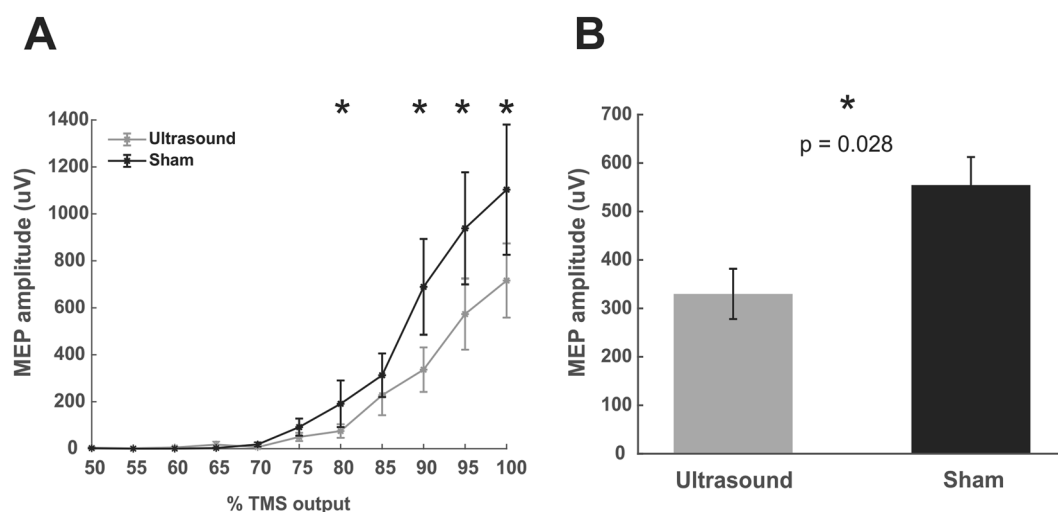 A
* * * *
MEP amplitude (uV)
1400
1200
1000
800
600
400
200
0
Ultrasound
Sham
50 55 60 65 70 75 80 85 90 95 100
% TMS output
B
*
p = 0.028
MEP amplitude (uV)
700
600
500
400
300
200
100
0
Ultrasound Sham